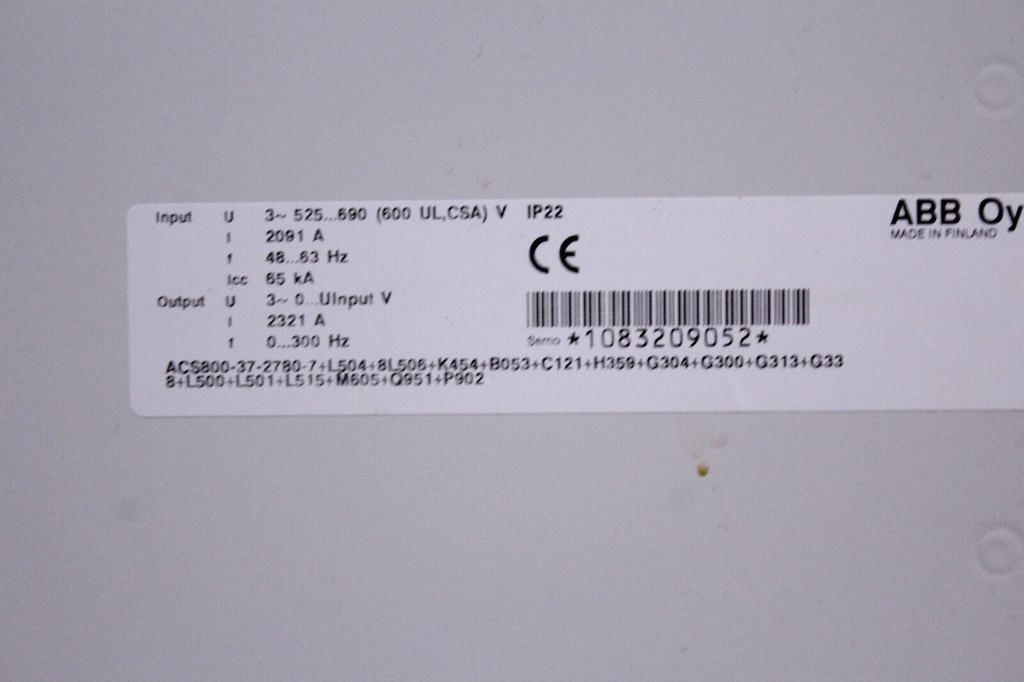 Input U 3~ 525...690 (600 UL,CSA) V IP22
I 2091 A
f 48...63 Hz
Icc 65 kA
Output U 3~ 0...UInput V
I 2321 A
f 0...300 Hz
ABB Oy
MADE IN FINLAND
CE
Serno *1083209052*
ACS800-37-2780-7+L504+8L506+K454+B053+C121+H359+G304+G300+G313+G33
8+L500+L501+L515+M605+Q951+P902